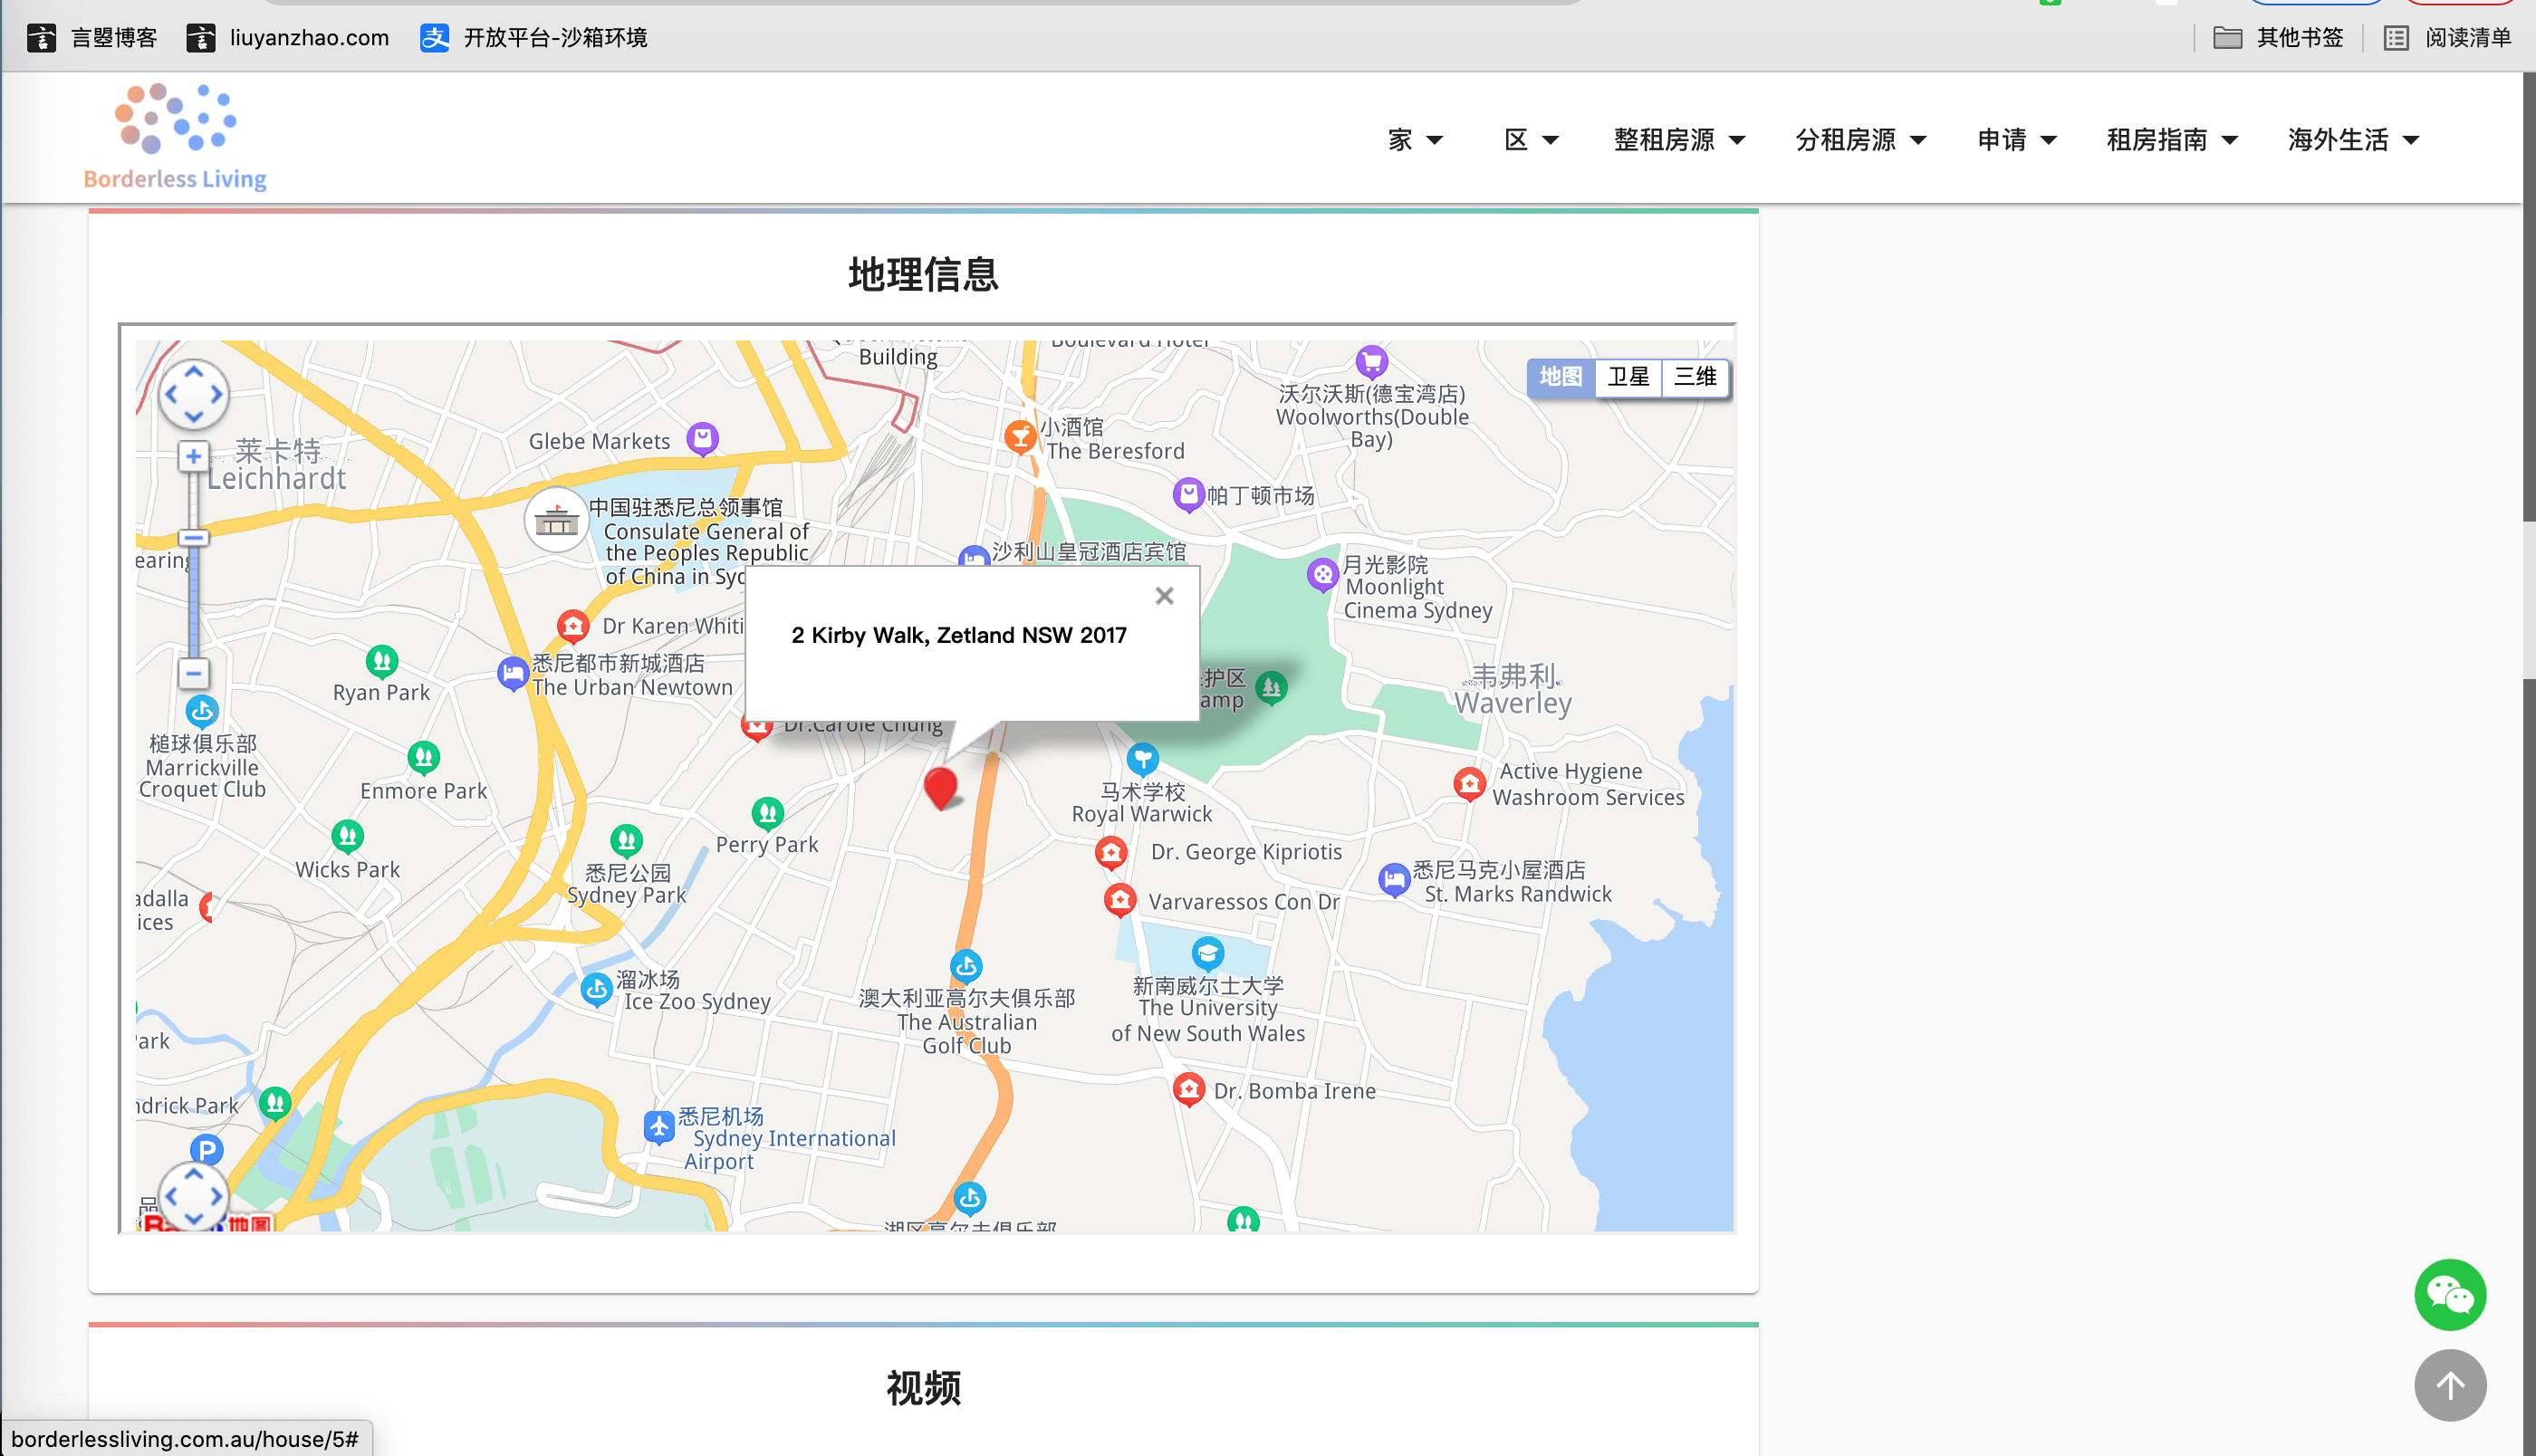 言曌博客
liuyanzhao.com
开放平台-沙箱环境
其他书签
阅读清单
Borderless Living
家
区
整租房源
分租房源
申请
租房指南
海外生活
地理信息
Building
地图
卫星
三维
沃尔沃斯(德宝湾店)
Woolworths(Double
Bay)
Glebe Markets
小酒馆
The Beresford
莱卡特
Leichhardt
帕丁顿市场
中国驻悉尼总领事馆
Consulate General of
the Peoples Republic
of China in Syd
沙利山皇冠酒店宾馆
月光影院
Moonlight
Cinema Sydney
earing
Dr Karen Whiti
2 Kirby Walk, Zetland NSW 2017
悉尼都市新城酒店
The Urban Newtown
Ryan Park
护区
amp
韦弗利
Waverley
Dr.Carole Chung
槌球俱乐部
Marrickville
Croquet Club
Enmore Park
马术学校
Royal Warwick
Active Hygiene
Washroom Services
Perry Park
Wicks Park
悉尼公园
Sydney Park
Dr. George Kipriotis
悉尼马克小屋酒店
St. Marks Randwick
Varvaressos Con Dr
adalla
ices
溜冰场
Ice Zoo Sydney
澳大利亚高尔夫俱乐部
The Australian
Golf Club
新南威尔士大学
The University
of New South Wales
ark
Dr. Bomba Irene
ndrick Park
悉尼机场
Sydney International
Airport
P
品
地图
湖区高尔夫俱乐部
视频
borderlessliving.com.au/house/5#